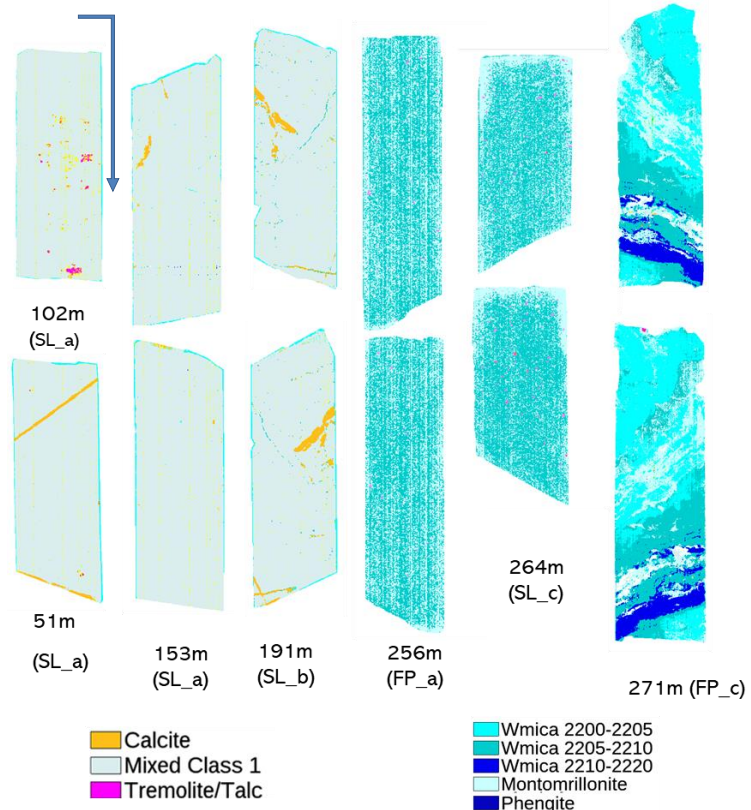 102m
(SL_a)
51m
(SL_a)
153m
(SL_a)
191m
(SL_b)
256m
(FP_a)
264m
(SL_c)
271m (FP_c)
Calcite
Mixed Class 1
Tremolite/Talc
Wmica 2200-2205
Wmica 2205-2210
Wmica 2210-2220
Montomrillonite
Phengite